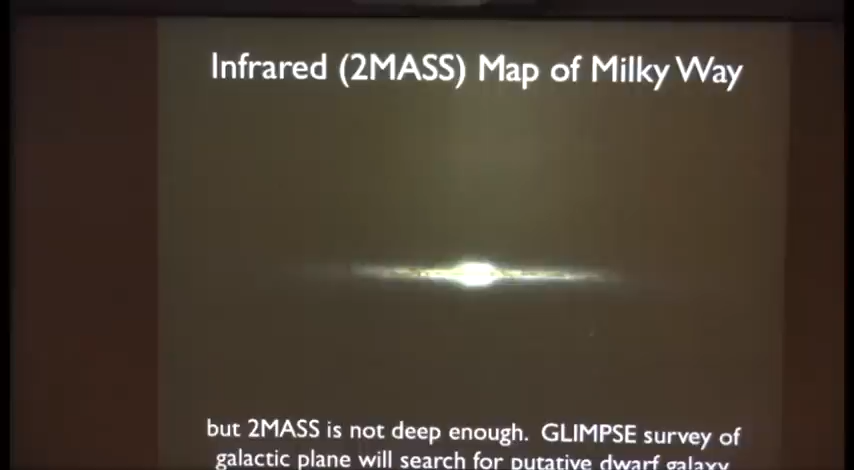 Infrared (2MASS) Map of Milky Way
but 2MASS is not deep enough. GLIMPSE survey of
galactic plane will search for putative dwarf galaxy